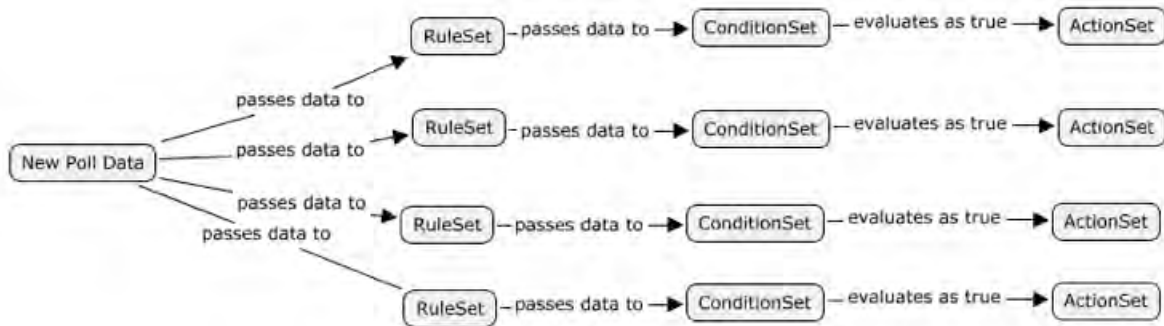 RuleSet passes data to ConditionSet evaluates as true ActionSet
passes data to
RuleSet passes data to ConditionSet evaluates as true ActionSet
passes data to
New Poll Data
passes data to
RuleSet passes data to ConditionSet evaluates as true ActionSet
passes data to
RuleSet passes data to ConditionSet evaluates as true ActionSet